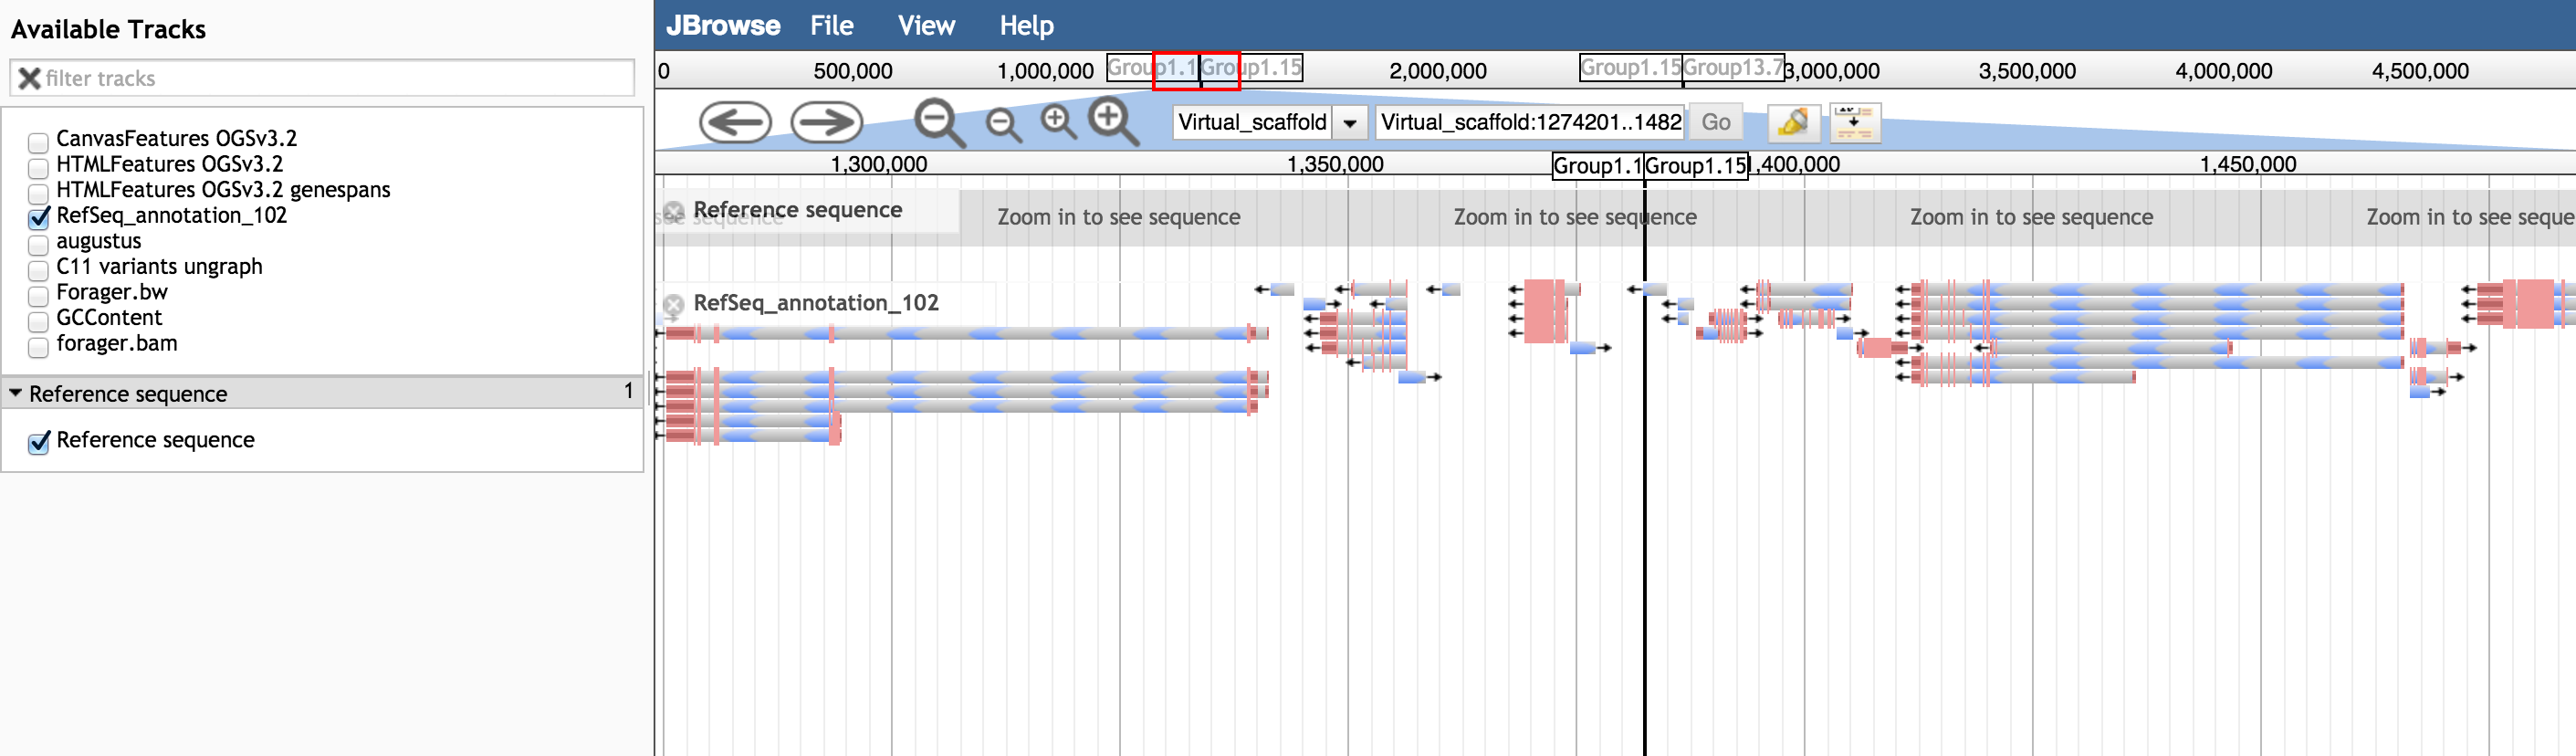 Available Tracks
filter tracks
CanvasFeatures OGSv3.2
HTMLFeatures OGSv3.2
HTMLFeatures OGSv3.2 genespans
RefSeq_annotation_102
augustus
C11 variants ungraph
Forager.bw
GCContent
forager.bam
Reference sequence 1
Reference sequence
JBrowse File View Help
0 500,000 1,000,000 Group1.1 Group1.15 2,000,000 Group1.15 Group13.7 3,000,000 3,500,000 4,000,000 4,500,000
Virtual_scaffold Virtual_scaffold:1274201..1482 Go
1,300,000 1,350,000 Group1.1 Group1.15 1,400,000 1,450,000
see sequence Reference sequence Zoom in to see sequence Zoom in to see sequence Zoom in to see sequence Zoom in to see seque
RefSeq_annotation_102